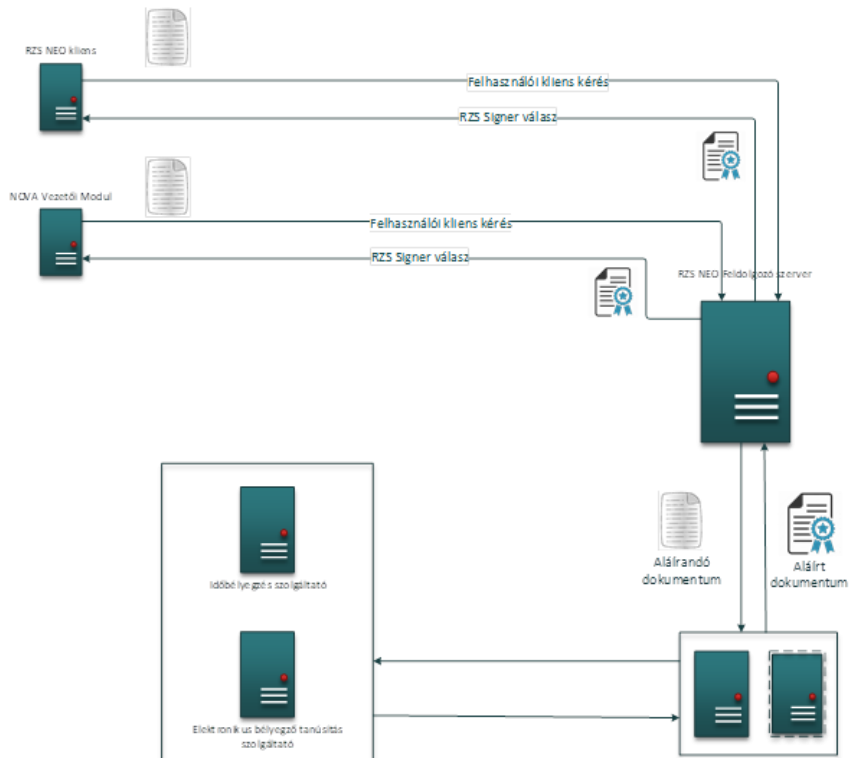 RZS NEO kliens
Felhasználói kliens kérés
RZS Signer válasz
NOVA Vezetői Modul
Felhasználói kliens kérés
RZS Signer válasz
RZS NEO Feldolgozó szerver
Aláírandó
dokumentum
Aláírt
dokumentum
Időbélyegzés szolgáltató
Elektronikus bélyegző tanúsítás
szolgáltató